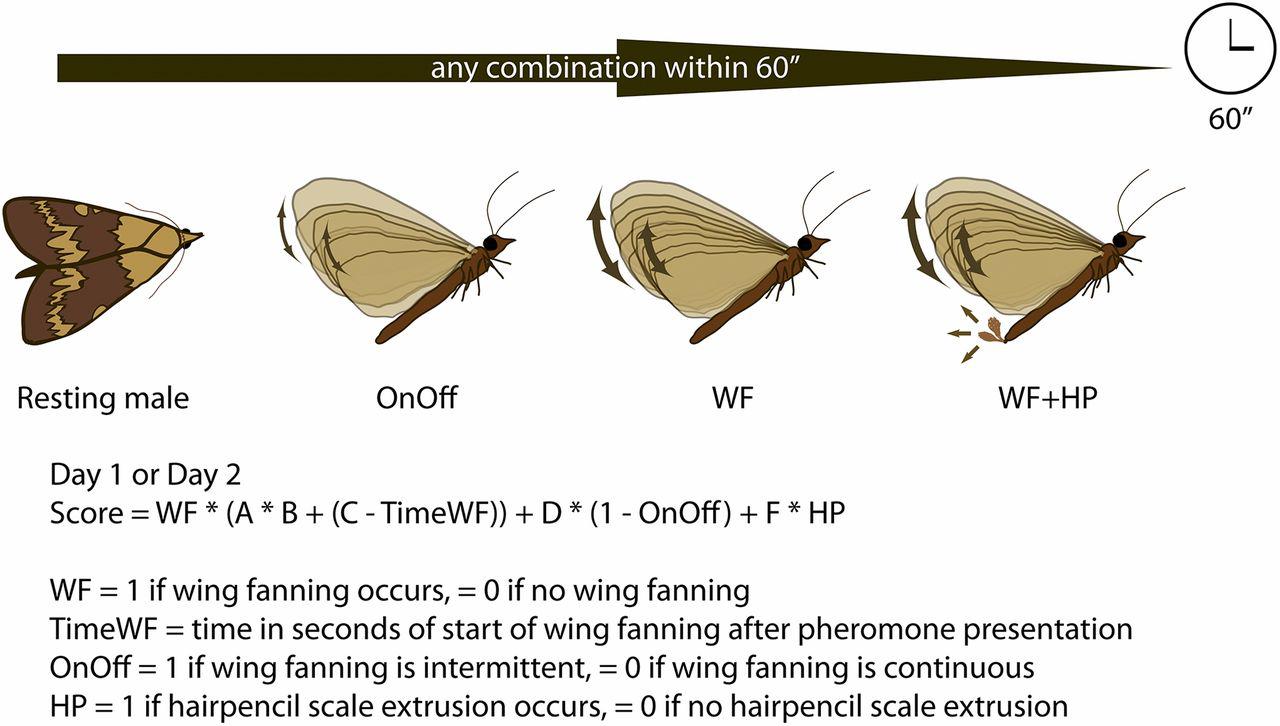 any combination within 60”
60”
Resting male
OnOff
WF
WF+HP
Day 1 or Day 2
Score = WF * (A * B + (C - TimeWF)) + D * (1 - OnOff) + F * HP
WF = 1 if wing fanning occurs, = 0 if no wing fanning
TimeWF = time in seconds of start of wing fanning after pheromone presentation
OnOff = 1 if wing fanning is intermittent, = 0 if wing fanning is continuous
HP = 1 if hairpencil scale extrusion occurs, = 0 if no hairpencil scale extrusion